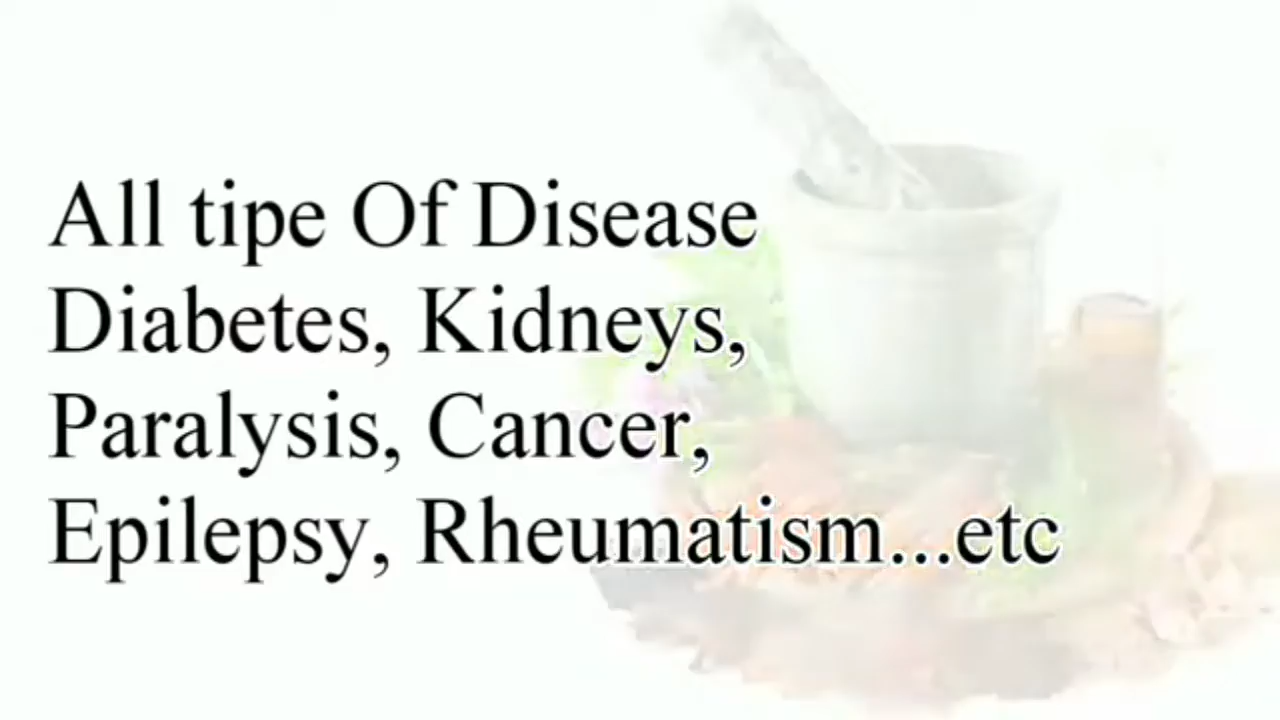 All tipe Of Disease
Diabetes, Kidneys,
Paralysis, Cancer,
Epilepsy, Rheumatism...etc